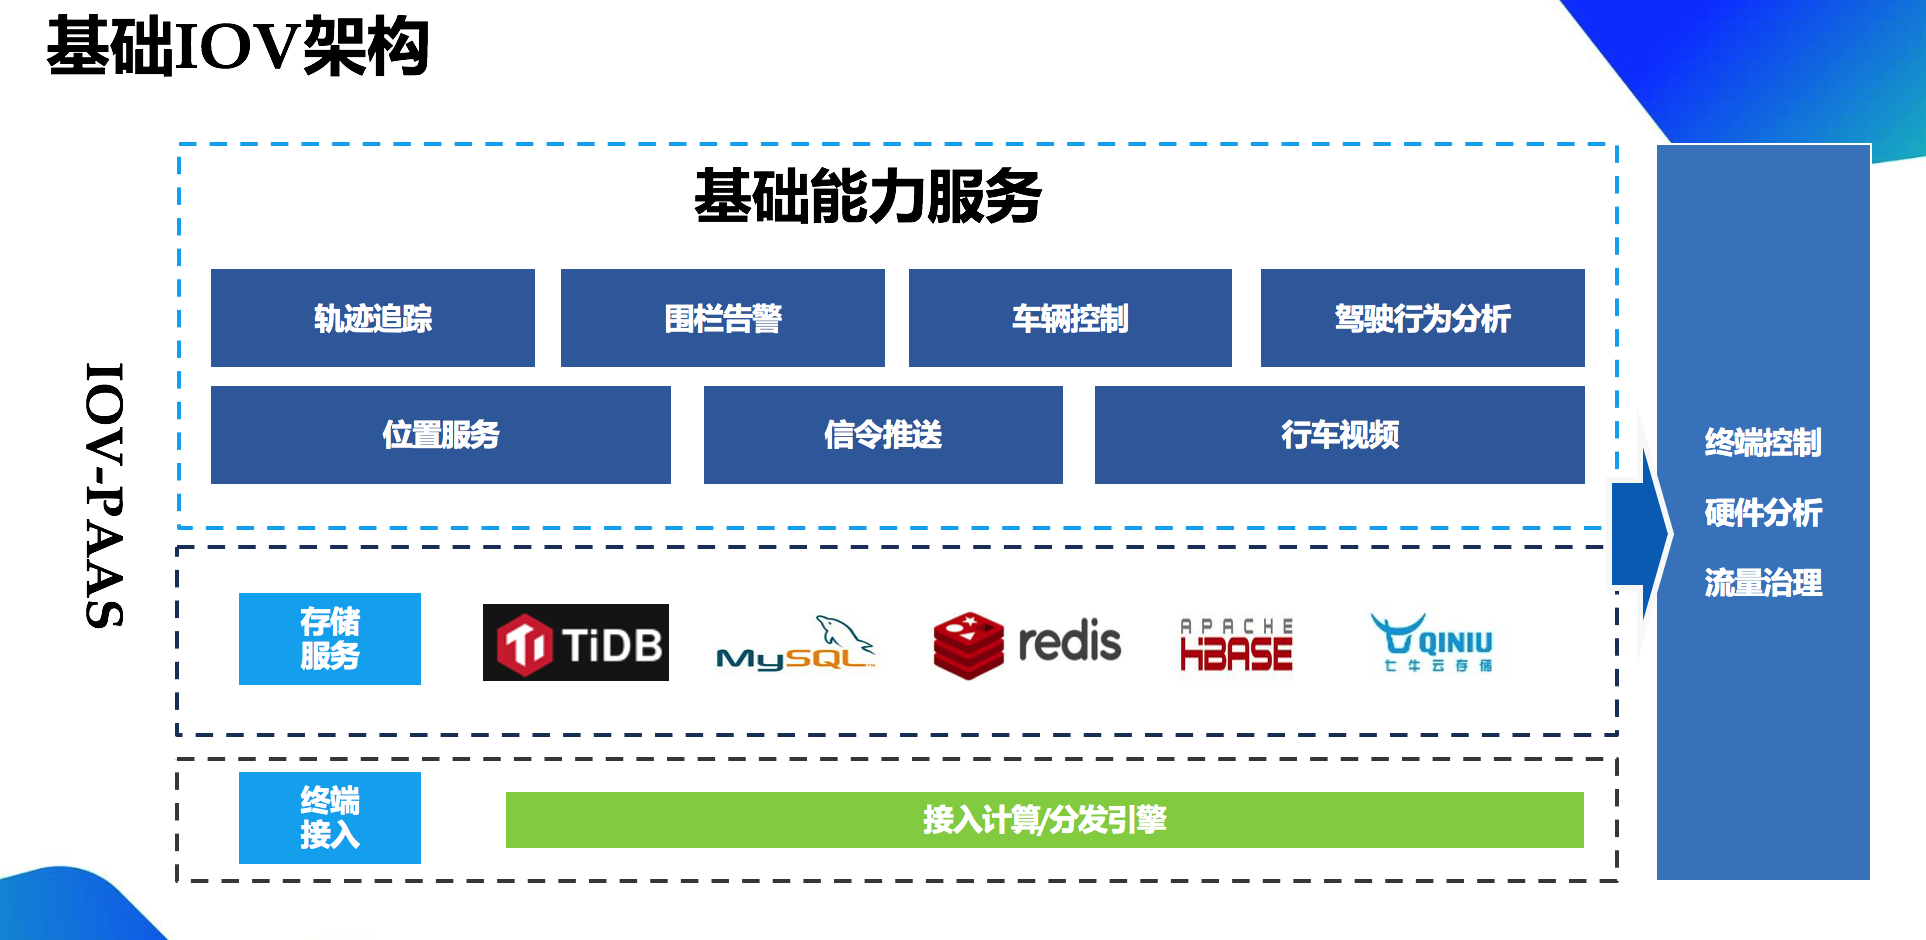 基础IOV架构
基础能力服务
轨迹追踪
围栏告警
车辆控制
驾驶行为分析
位置服务
信令推送
行车视频
IOV-PAAS
存储
服务
TiDB
MySQL™
redis
APACHE
HBASE
QINIU
七牛云存储
终端
接入
接入计算/分发引擎
终端控制
硬件分析
流量治理